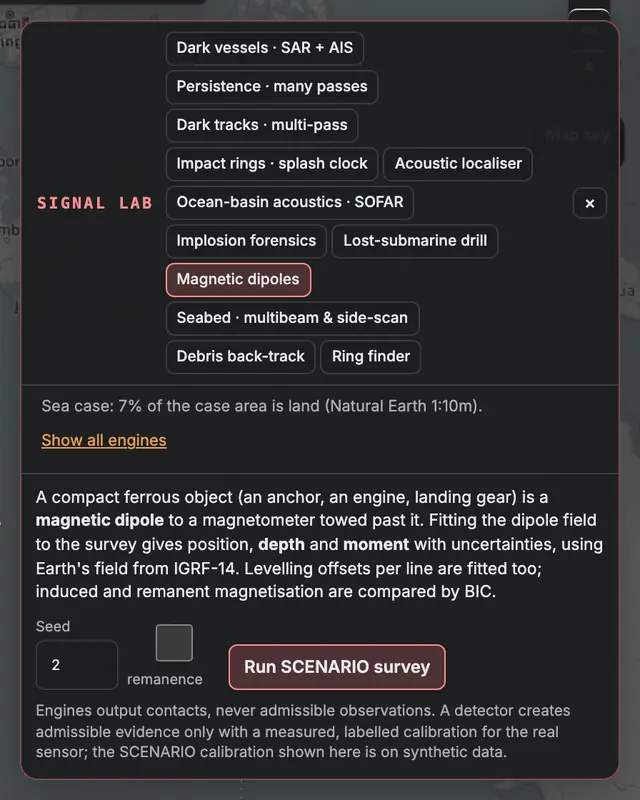 Dark vessels · SAR + AIS
Persistence · many passes
Dark tracks · multi-pass
Map key
Impact rings · splash clock
Acoustic localiser
SIGNAL LAB
Ocean-basin acoustics · SOFAR
×
Implosion forensics
Lost-submarine drill
Magnetic dipoles
Seabed · multibeam & side-scan
Debris back-track
Ring finder
Sea case: 7% of the case area is land (Natural Earth 1:10m).
Show all engines
A compact ferrous object (an anchor, an engine, landing gear) is a
magnetic dipole to a magnetometer towed past it. Fitting the dipole field
to the survey gives position, depth and moment with uncertainties, using
Earth's field from IGRF-14. Levelling offsets per line are fitted too;
induced and remanent magnetisation are compared by BIC.
Seed
2
remanence
Run SCENARIO survey
Engines output contacts, never admissible observations. A detector creates
admissible evidence only with a measured, labelled calibration for the real
sensor; the SCENARIO calibration shown here is on synthetic data.